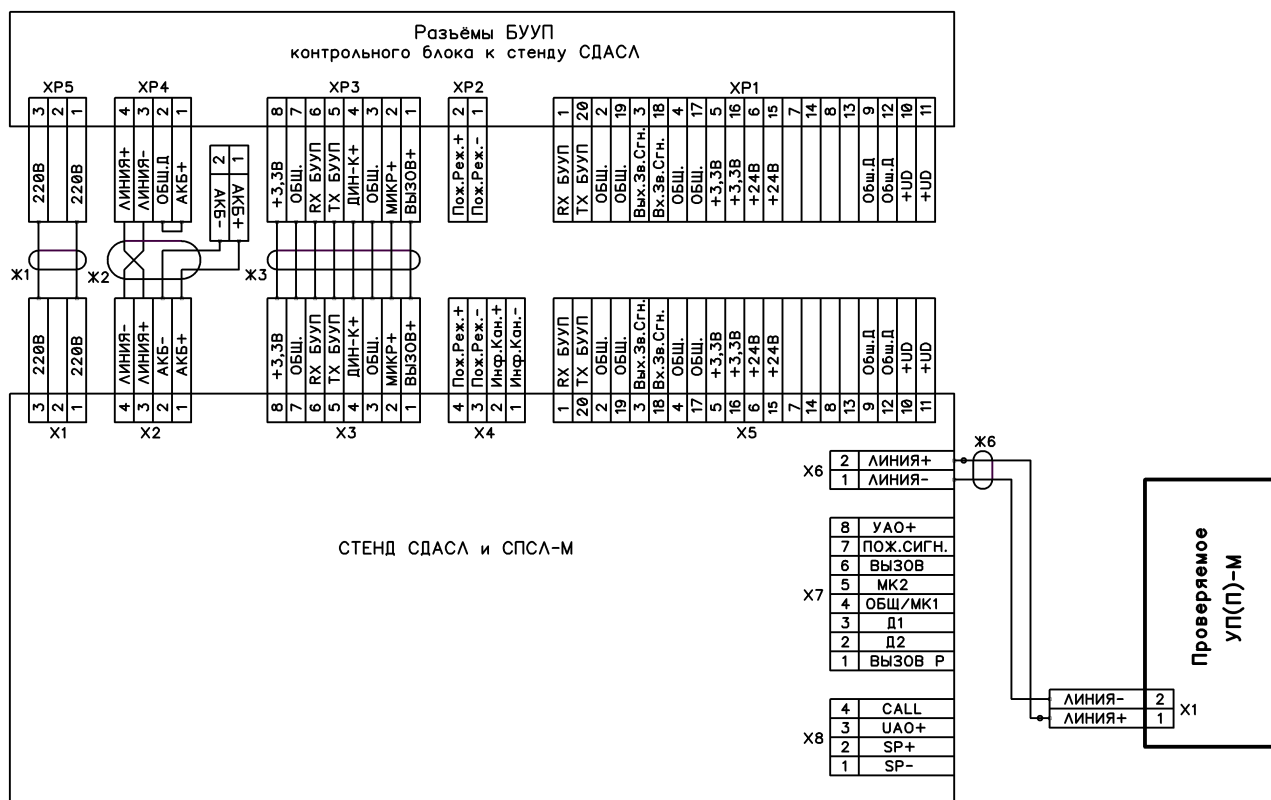 Разъёмы БУУП
контрольного блока к стенду СДАСЛ
XP5
XP4
XP3
XP2
XP1
3
2
1
4
3
2
1
8
7
6
5
4
3
2
1
2
1
1
20
2
19
3
18
4
17
5
16
6
15
7
14
8
13
9
12
10
11
220В
220В
ЛИНИЯ+
ЛИНИЯ-
ОБЩ.Д
АКБ+
2 АКБ-
1 АКБ+
+3,3В
ОБЩ.
RX БУУП
TX БУУП
ДИН-К+
ОБЩ.
МИКР+
ВЫЗОВ+
Пож.Реж.+
Пож.Реж.-
RX БУУП
TX БУУП
ОБЩ.
ОБЩ.
Вых.Зв.Сгн.
Вх.Зв.Сгн.
ОБЩ.
ОБЩ.
+3,3В
+3,3В
+24В
+24В
Общ.Д
Общ.Д
+UD
+UD
Ж1
Ж2
Ж3
220В
220В
ЛИНИЯ-
ЛИНИЯ+
АКБ-
АКБ+
+3,3В
ОБЩ.
RX БУУП
TX БУУП
ДИН-К+
ОБЩ.
МИКР+
ВЫЗОВ+
Пож.Реж.+
Пож.Реж.-
Инф.Кан.+
Инф.Кан.-
RX БУУП
TX БУУП
ОБЩ.
ОБЩ.
Вых.Зв.Сгн.
Вх.Зв.Сгн.
ОБЩ.
ОБЩ.
+3,3В
+3,3В
+24В
+24В
Общ.Д
Общ.Д
+UD
+UD
3
2
1
4
3
2
1
8
7
6
5
4
3
2
1
4
3
2
1
1
20
2
19
3
18
4
17
5
16
6
15
7
14
8
13
9
12
10
11
X1
X2
X3
X4
X5
Ж6
X6
2 ЛИНИЯ+
1 ЛИНИЯ-
СТЕНД СДАСЛ и СПСЛ-М
X7
8 УАО+
7 ПОЖ.СИГН.
6 ВЫЗОВ
5 МК2
4 ОБЩ/МК1
3 Д1
2 Д2
1 ВЫЗОВ Р
X8
4 CALL
3 UAO+
2 SP+
1 SP-
Проверяемое
УП(П)-М
ЛИНИЯ- 2
ЛИНИЯ+ 1
X1